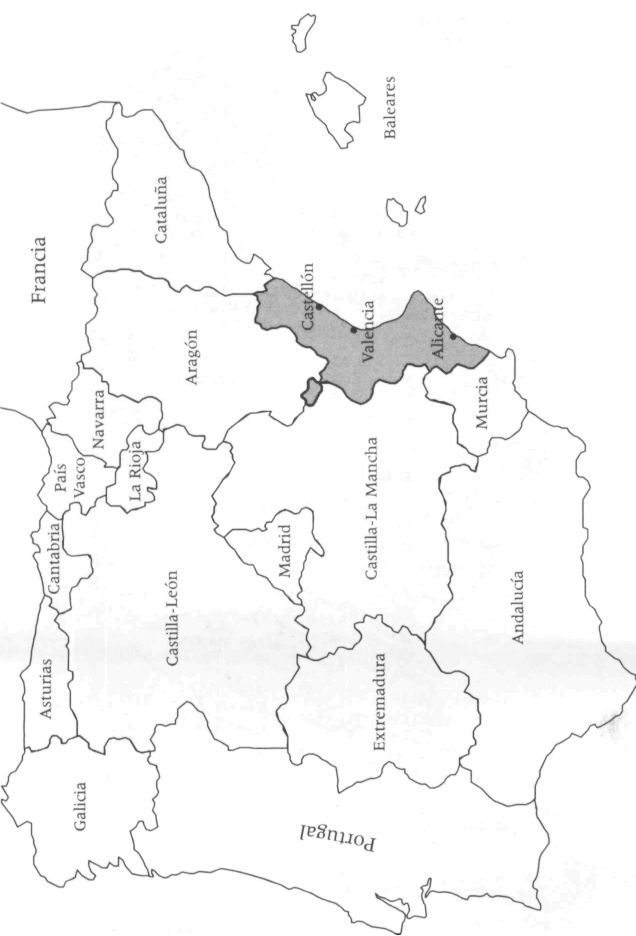 Francia
Galicia
Asturias
Cantabria
País
Vasco
Navarra
La Rioja
Castilla-León
Aragón
Cataluña
Madrid
Portugal
Extremadura
Castilla-La Mancha
Castellón
Valencia
Alicante
Baleares
Andalucía
Murcia